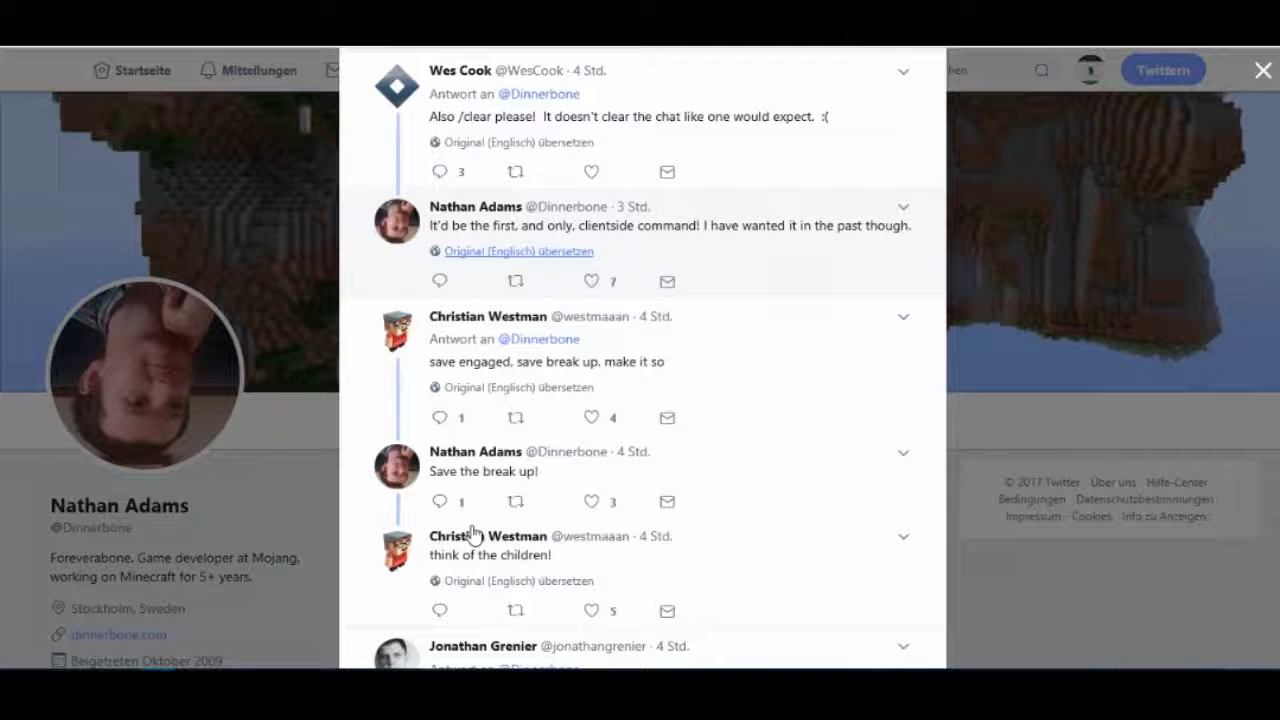 Startseite
Mitteilungen
hen
Twittern
Wes Cook @WesCook · 4 Std.
Antwort an @Dinnerbone
Also /clear please!  It doesn't clear the chat like one would expect.  :(
Original (Englisch) übersetzen
3
Nathan Adams @Dinnerbone · 3 Std.
It'd be the first, and only, clientside command! I have wanted it in the past though.
Original (Englisch) übersetzen
7
Christian Westman @westmaaan · 4 Std.
Antwort an @Dinnerbone
save engaged, save break up. make it so
Original (Englisch) übersetzen
1 4
Nathan Adams @Dinnerbone · 4 Std.
Save the break up!
1 3
Christian Westman @westmaaan · 4 Std.
think of the children!
Original (Englisch) übersetzen
5
Jonathan Grenier @jonathangrenier · 4 Std.
Antwort an @Dinnerbone
Nathan Adams
@Dinnerbone
Foreverabone. Game developer at Mojang,
working on Minecraft for 5+ years.
Stockholm, Sweden
dinnerbone.com
Beigetreten Oktober 2009
© 2017 Twitter Über uns Hilfe-Center
Bedingungen Datenschutzbestimmungen
Impressum Cookies Info zu Anzeigen